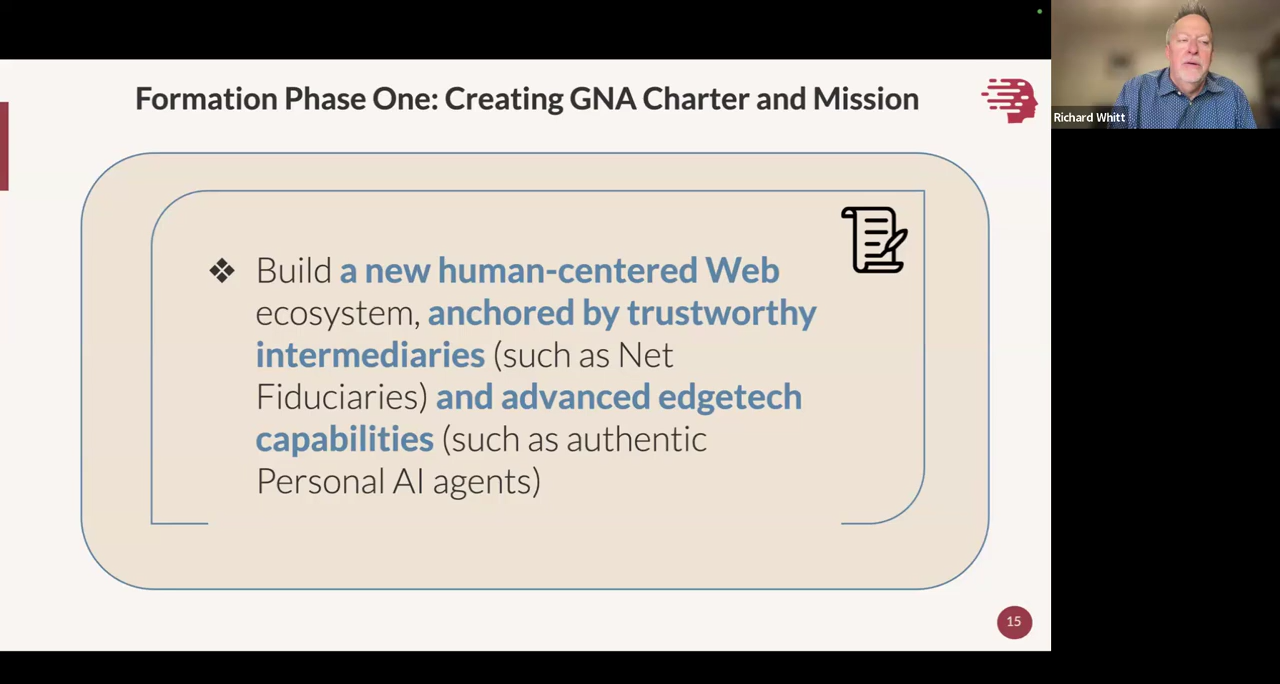 Formation Phase One: Creating GNA Charter and Mission
Richard Whitt
❖ Build a new human-centered Web
ecosystem, anchored by trustworthy
intermediaries (such as Net
Fiduciaries) and advanced edgetech
capabilities (such as authentic
Personal AI agents)
15